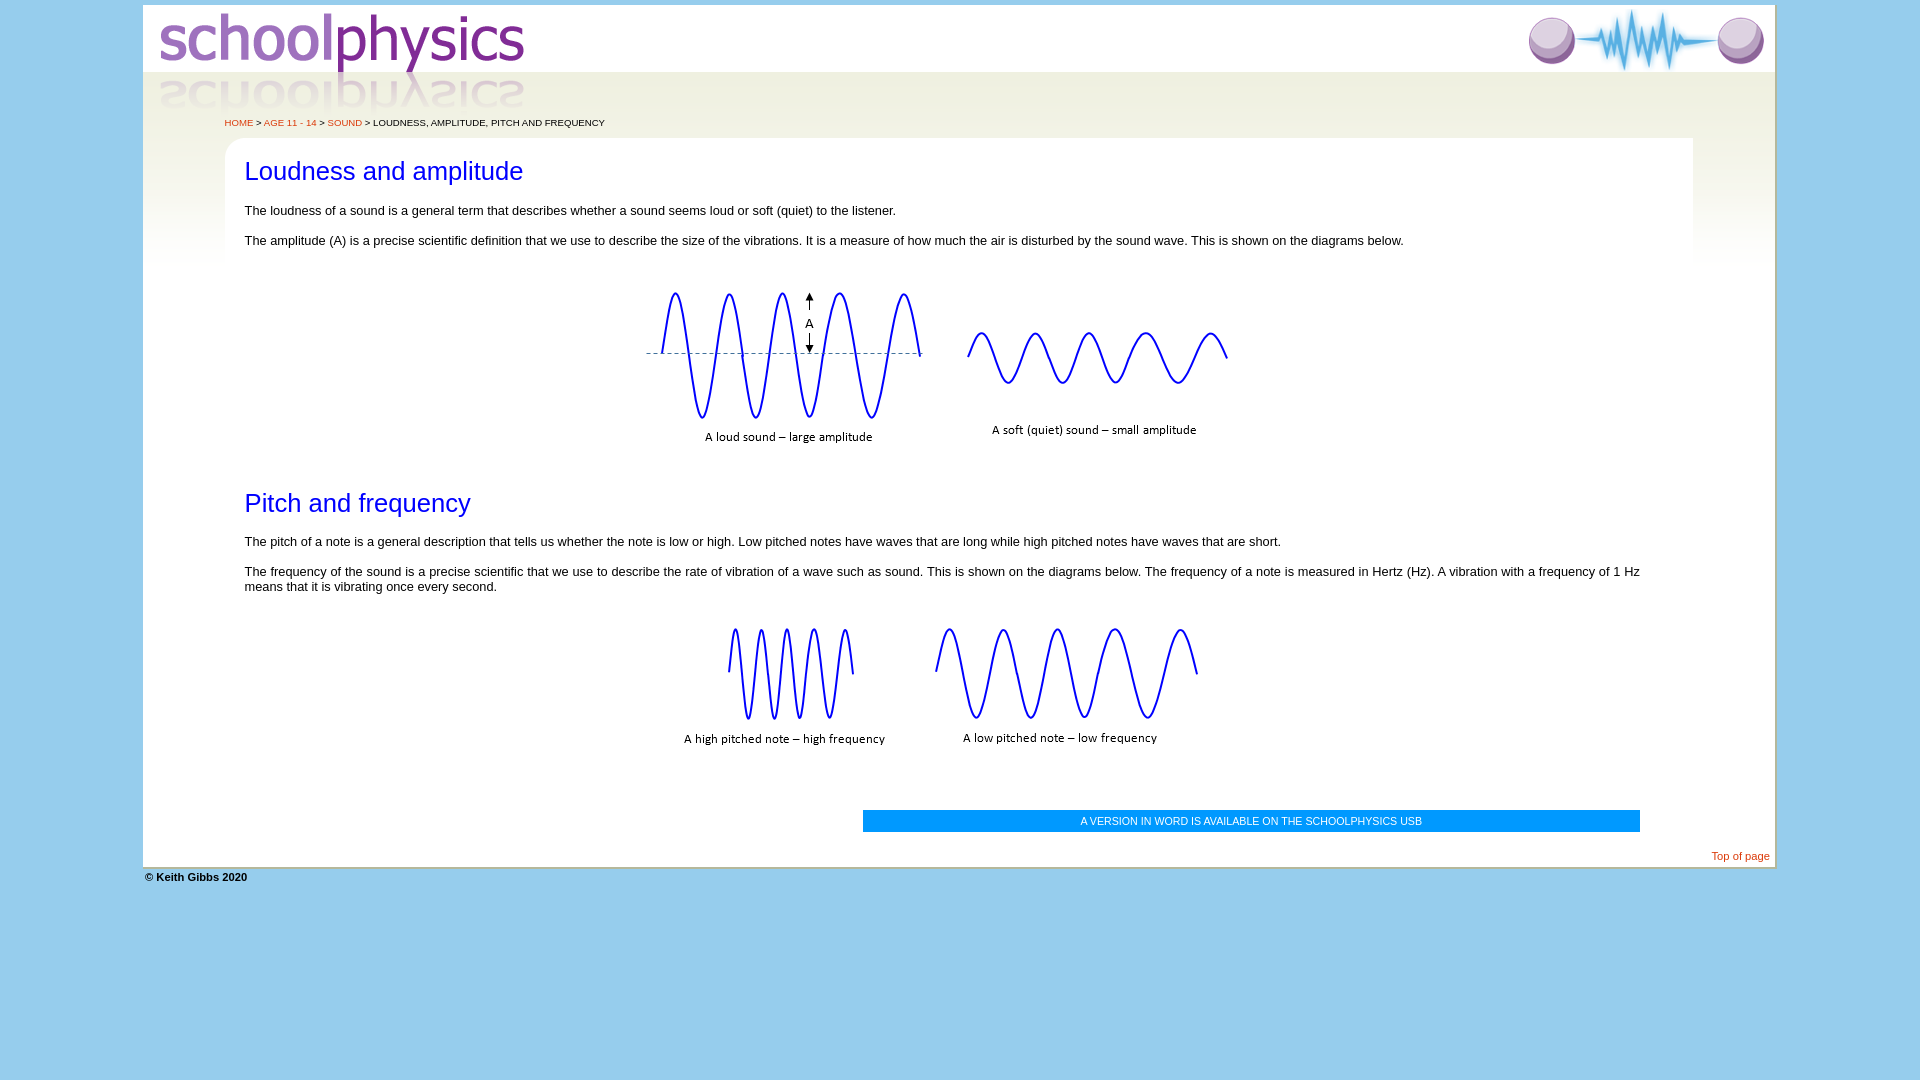 schoolphysics
HOME > AGE 11 - 14 > SOUND > LOUDNESS, AMPLITUDE, PITCH AND FREQUENCY
Loudness and amplitude
The loudness of a sound is a general term that describes whether a sound seems loud or soft (quiet) to the listener.
The amplitude (A) is a precise scientific definition that we use to describe the size of the vibrations. It is a measure of how much the air is disturbed by the sound wave. This is shown on the diagrams below.
A
A loud sound – large amplitude
A soft (quiet) sound – small amplitude
Pitch and frequency
The pitch of a note is a general description that tells us whether the note is low or high. Low pitched notes have waves that are long while high pitched notes have waves that are short.
The frequency of the sound is a precise scientific that we use to describe the rate of vibration of a wave such as sound. This is shown on the diagrams below. The frequency of a note is measured in Hertz (Hz). A vibration with a frequency of 1 Hz
means that it is vibrating once every second.
A high pitched note – high frequency
A low pitched note – low frequency
A VERSION IN WORD IS AVAILABLE ON THE SCHOOLPHYSICS USB
Top of page
© Keith Gibbs 2020